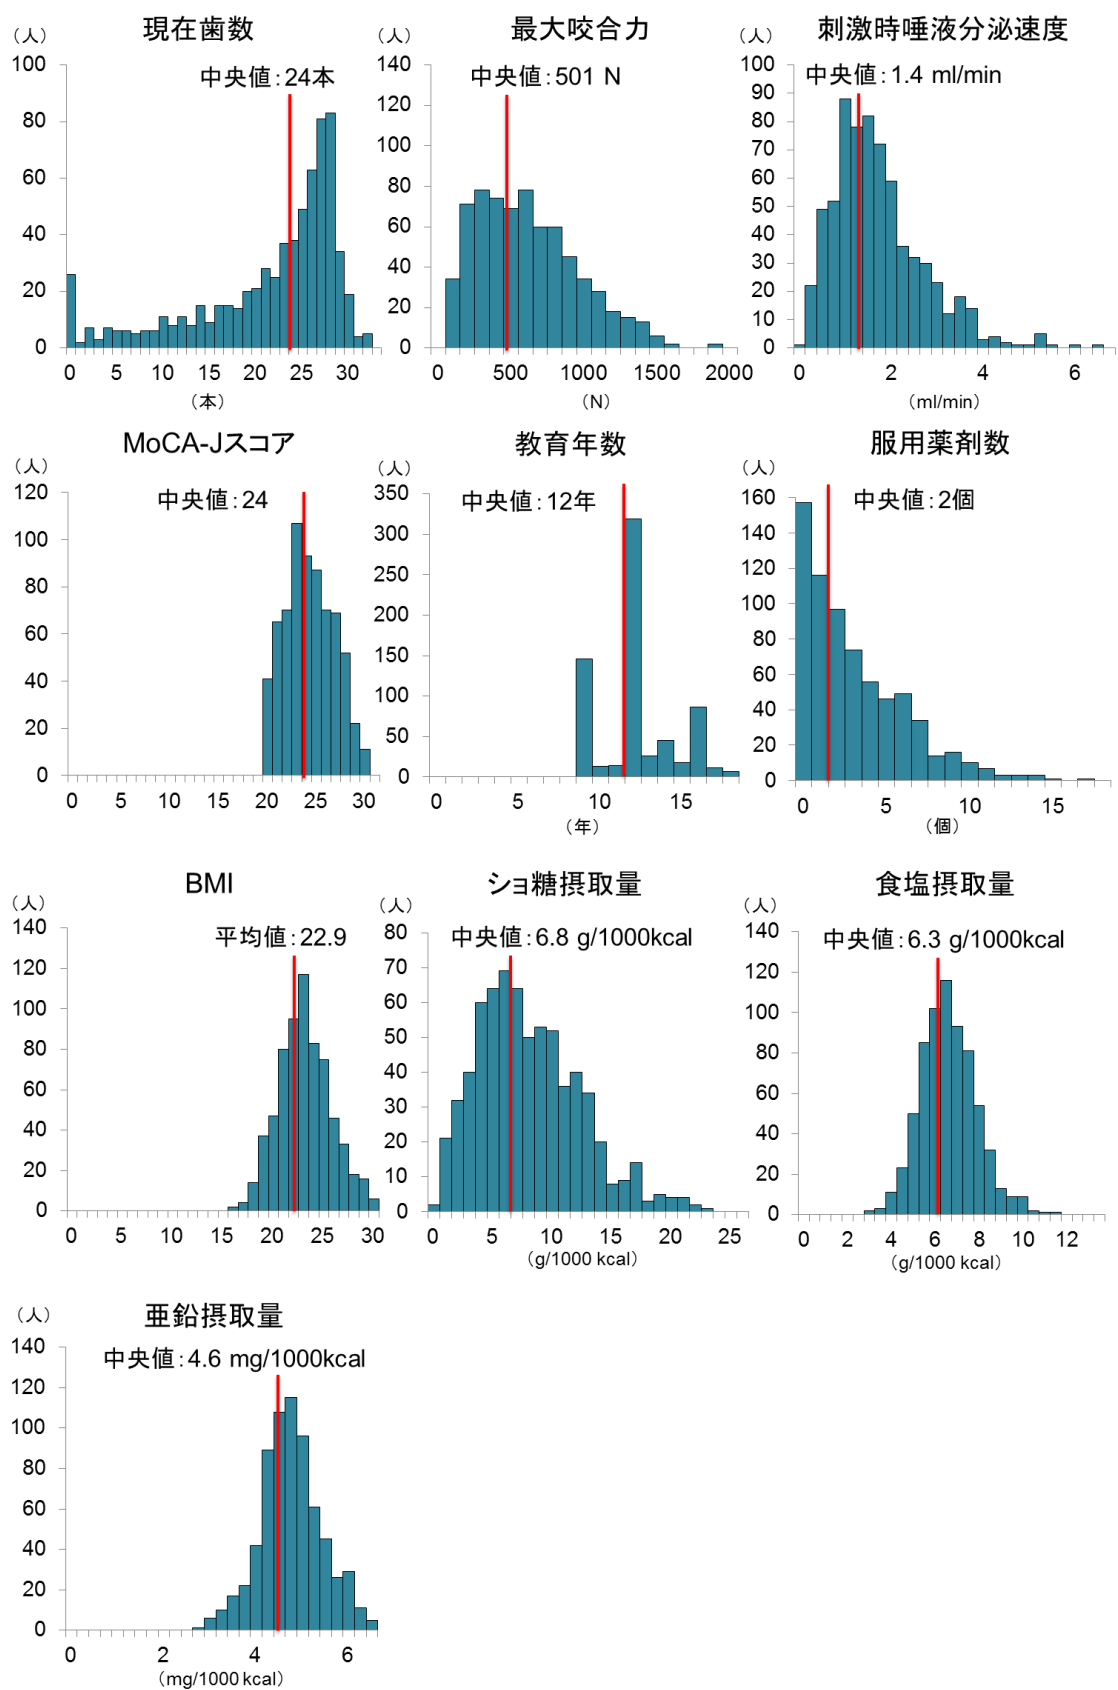 現在歯数
（人）
中央値：24本
100
80
60
40
20
0
0 5 10 15 20 25 30
（本）
最大咬合力
（人）
中央値：501 N
140
120
100
80
60
40
20
0
0 500 1000 1500 2000
（N）
刺激時唾液分泌速度
（人）
中央値：1.4 ml/min
100
90
80
70
60
50
40
30
20
10
0
0 2 4 6
（ml/min）
MoCA-Jスコア
（人）
中央値：24
120
100
80
60
40
20
0
0 5 10 15 20 25 30
教育年数
（人）
中央値：12年
350
300
250
200
150
100
50
0
0 5 10 15
（年）
服用薬剤数
（人）
中央値：2個
160
140
120
100
80
60
40
20
0
0 5 10 15
（個）
BMI
（人）
平均値：22.9
140
120
100
80
60
40
20
0
0 5 10 15 20 25 30
ショ糖摂取量
（人）
中央値：6.8 g/1000kcal
80
70
60
50
40
30
20
10
0
0 5 10 15 20 25
（g/1000 kcal）
食塩摂取量
（人）
中央値：6.3 g/1000kcal
140
120
100
80
60
40
20
0
0 2 4 6 8 10 12
（g/1000 kcal）
亜鉛摂取量
（人）
中央値：4.6 mg/1000kcal
140
120
100
80
60
40
20
0
0 2 4 6
（mg/1000 kcal）